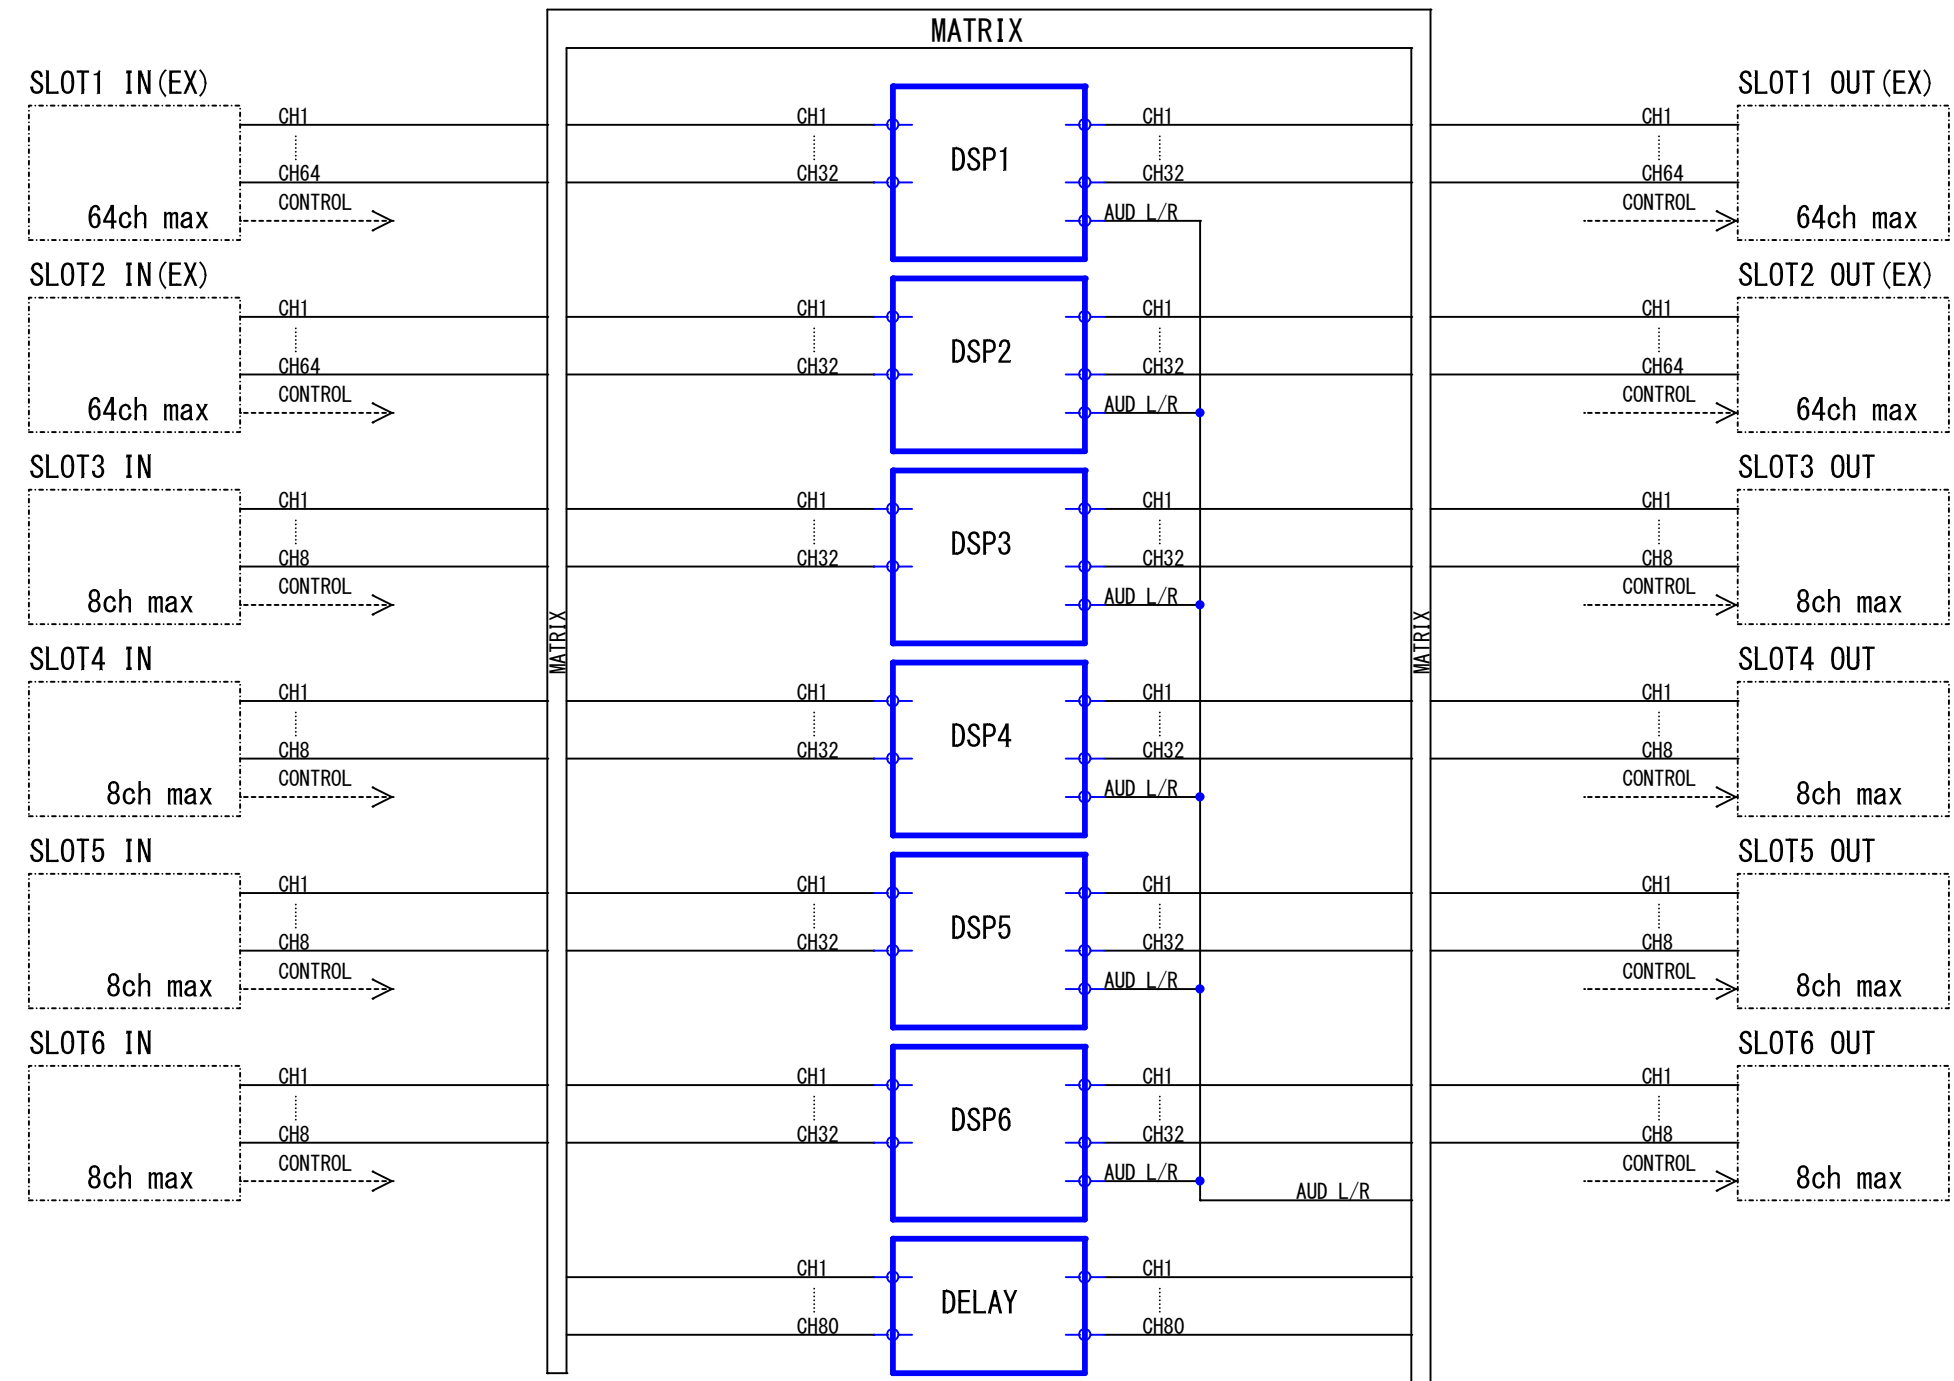 MATRIX
SLOT1 IN(EX)
CH1
CH64
CONTROL
64ch max
CH1
CH32
DSP1
CH1
CH32
AUD L/R
SLOT1 OUT(EX)
CH1
CH64
CONTROL
64ch max
SLOT2 IN(EX)
CH1
CH64
CONTROL
64ch max
CH1
CH32
DSP2
CH1
CH32
AUD L/R
SLOT2 OUT(EX)
CH1
CH64
CONTROL
64ch max
SLOT3 IN
CH1
CH8
CONTROL
8ch max
CH1
CH32
DSP3
CH1
CH32
AUD L/R
SLOT3 OUT
CH1
CH8
CONTROL
8ch max
MATRIX
MATRIX
SLOT4 IN
CH1
CH8
CONTROL
8ch max
CH1
CH32
DSP4
CH1
CH32
AUD L/R
SLOT4 OUT
CH1
CH8
CONTROL
8ch max
SLOT5 IN
CH1
CH8
CONTROL
8ch max
CH1
CH32
DSP5
CH1
CH32
AUD L/R
SLOT5 OUT
CH1
CH8
CONTROL
8ch max
SLOT6 IN
CH1
CH8
CONTROL
8ch max
CH1
CH32
DSP6
CH1
CH32
AUD L/R
AUD L/R
SLOT6 OUT
CH1
CH8
CONTROL
8ch max
CH1
CH80
DELAY
CH1
CH80